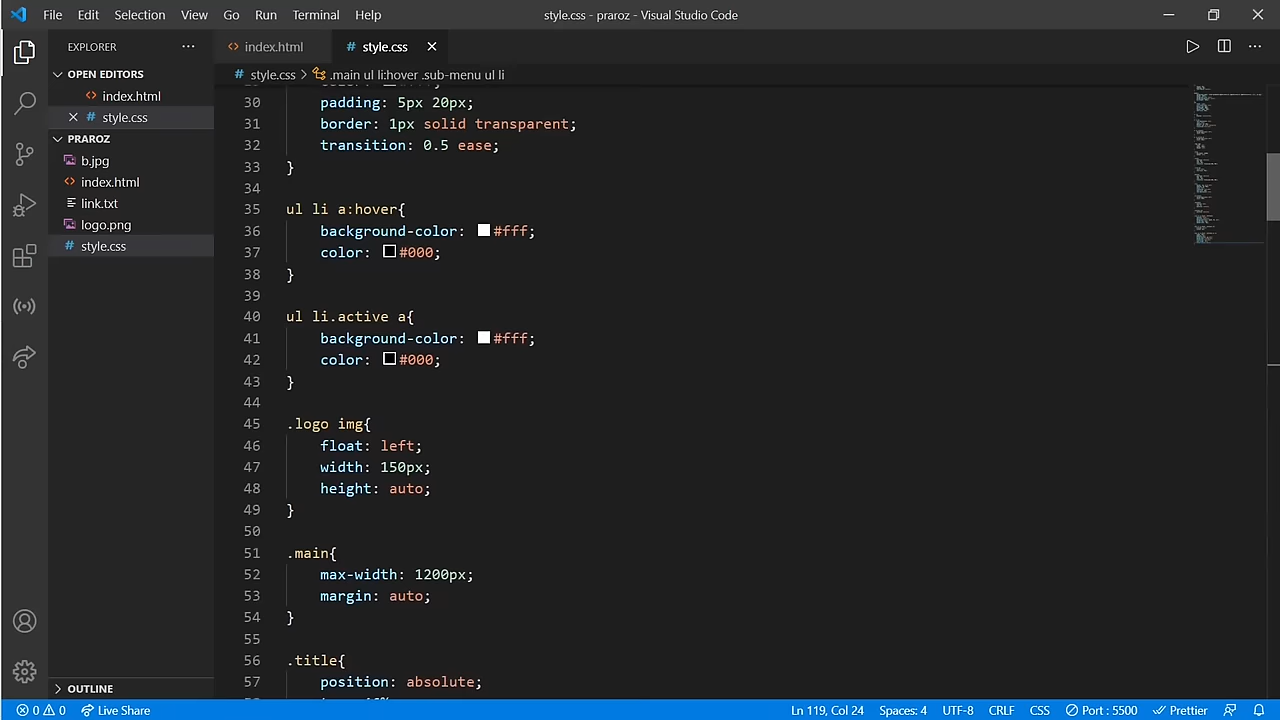 File Edit Selection View Go Run Terminal Help
style.css - praroz - Visual Studio Code
EXPLORER
OPEN EDITORS
index.html
style.css
PRAROZ
b.jpg
index.html
link.txt
logo.png
style.css
OUTLINE
index.html
style.css
style.css > .main ul li:hover .sub-menu ul li
30 padding: 5px 20px;
31 border: 1px solid transparent;
32 transition: 0.5 ease;
33 }
34
35 ul li a:hover{
36 background-color: #fff;
37 color: #000;
38 }
39
40 ul li.active a{
41 background-color: #fff;
42 color: #000;
43 }
44
45 .logo img{
46 float: left;
47 width: 150px;
48 height: auto;
49 }
50
51 .main{
52 max-width: 1200px;
53 margin: auto;
54 }
55
56 .title{
57 position: absolute;
0 0 Live Share
Ln 119, Col 24 Spaces: 4 UTF-8 CRLF CSS Port : 5500 Prettier